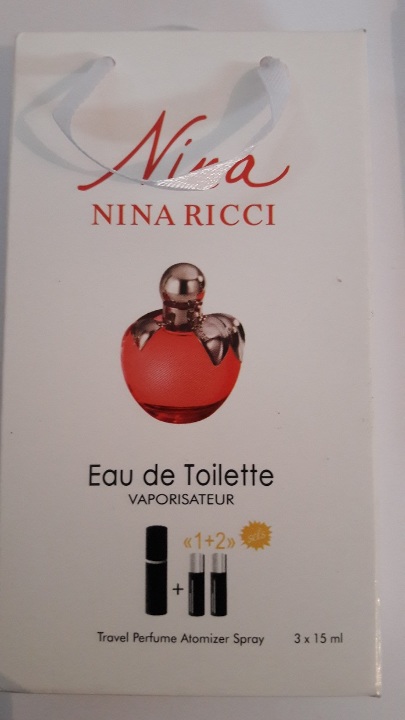 Nina
NINA RICCI
Eau de Toilette
VAPORISATEUR
«1+2»
+
Travel Perfume Atomizer Spray 3 x 15 ml